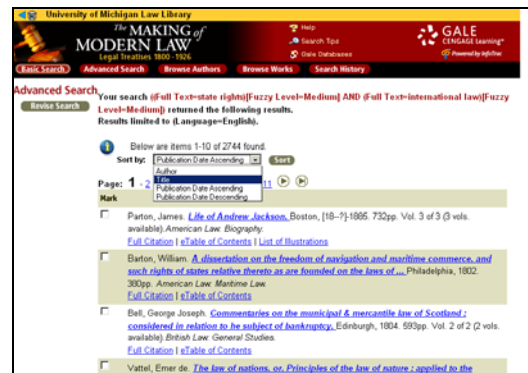 University of Michigan Law Library
The MAKING of
MODERN LAW
Legal Treatises 1800 - 1926
Help
Search Tips
Gale Databases
GALE
CENGAGE Learning
Powered by InfoTrac
Basic Search
Advanced Search
Browse Authors
Browse Works
Search History
Advanced Search
Revise Search
Your search ((Full Text=state rights)[Fuzzy Level=Medium] AND (Full Text=international law)[Fuzzy
Level=Medium]) returned the following results.
Results limited to (Language=English).
Below are items 1-10 of 2744 found.
Sort by: Publication Date Ascending Sort
Author
Title
Publication Date Ascending
Publication Date Descending
Page: 1 - 2 11
Mark
Parton, James. Life of Andrew Jackson, Boston, [18--?]-1885. 732pp. Vol. 3 of 3 (3 vols.
available).American Law: Biography.
Full Citation | eTable of Contents | List of Illustrations
Barton, William. A dissertation on the freedom of navigation and maritime commerce, and
such rights of states relative thereto as are founded on the laws of ... Philadelphia, 1802.
380pp. American Law: Maritime Law.
Full Citation | eTable of Contents
Bell, George Joseph. Commentaries on the municipal & mercantile law of Scotland ;
considered in relation to he subject of bankruptcy, Edinburgh, 1804. 593pp. Vol. 2 of 2 (2 vols.
available).British Law: General Studies.
Full Citation | eTable of Contents
Vattel, Emer de. The law of nations, or, Principles of the law of nature : applied to the